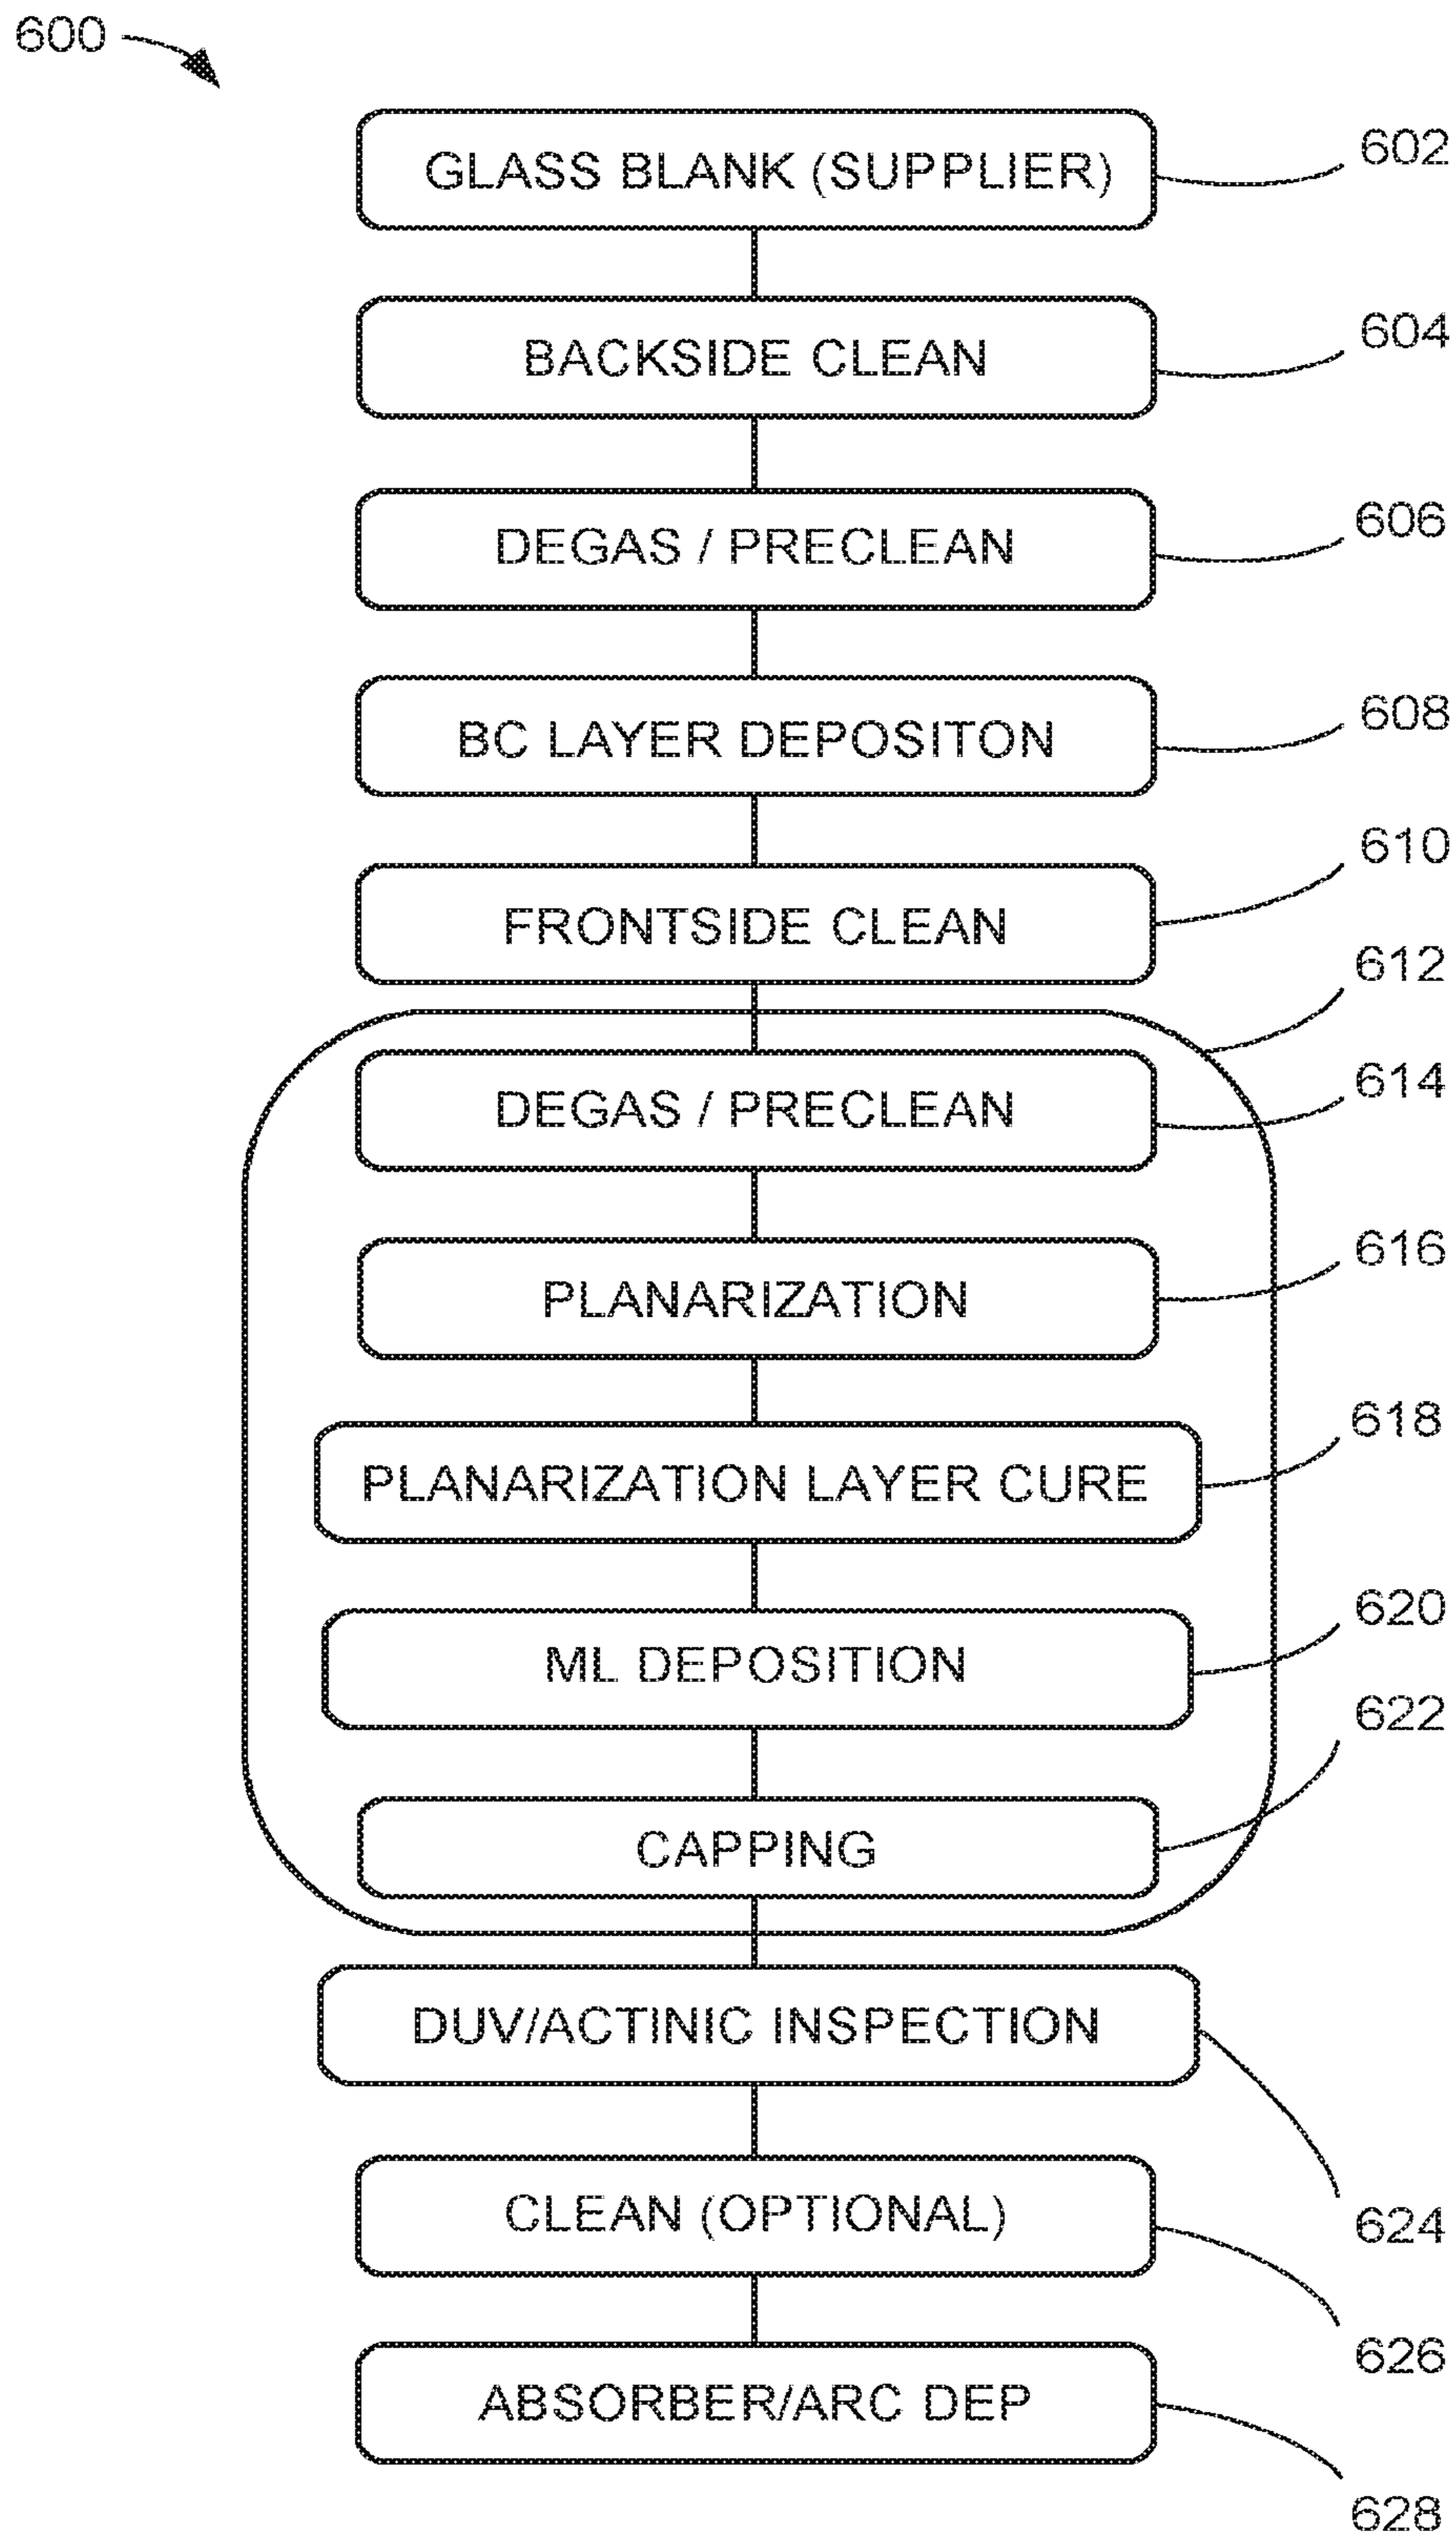 600
GLASS BLANK (SUPPLIER)
602
BACKSIDE CLEAN
604
DEGAS / PRECLEAN
606
BC LAYER DEPOSITON
608
FRONTSIDE CLEAN
610
612
DEGAS / PRECLEAN
614
PLANARIZATION
616
PLANARIZATION LAYER CURE
618
ML DEPOSITION
620
CAPPING
622
DUV/ACTINIC INSPECTION
624
CLEAN (OPTIONAL)
626
ABSORBER/ARC DEP
628